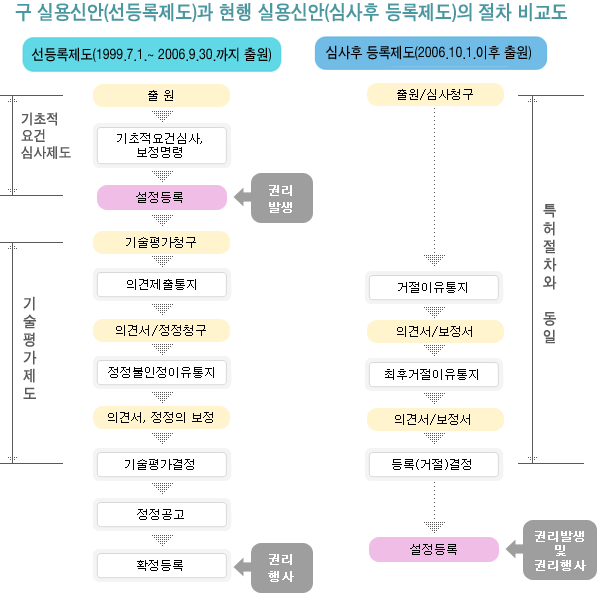 구 실용신안(선등록제도)과 현행 실용신안(심사후 등록제도)의 절차 비교도
선등록제도(1999.7.1.~ 2006.9.30.까지 출원)
기초적
요건
심사제도
출 원
기초적요건심사,
보정명령
설정등록
권리
발생
기술평가제도
기술평가청구
의견제출통지
의견서/정정청구
정정불인정이유통지
의견서, 정정의 보정
기술평가결정
정정공고
확정등록
권리
행사
심사후 등록제도(2006.10.1.이후 출원)
출원/심사청구
거절이유통지
의견서/보정서
최후거절이유통지
의견서/보정서
등록(거절)결정
설정등록
권리발생
및
권리행사
특허절차와 동일